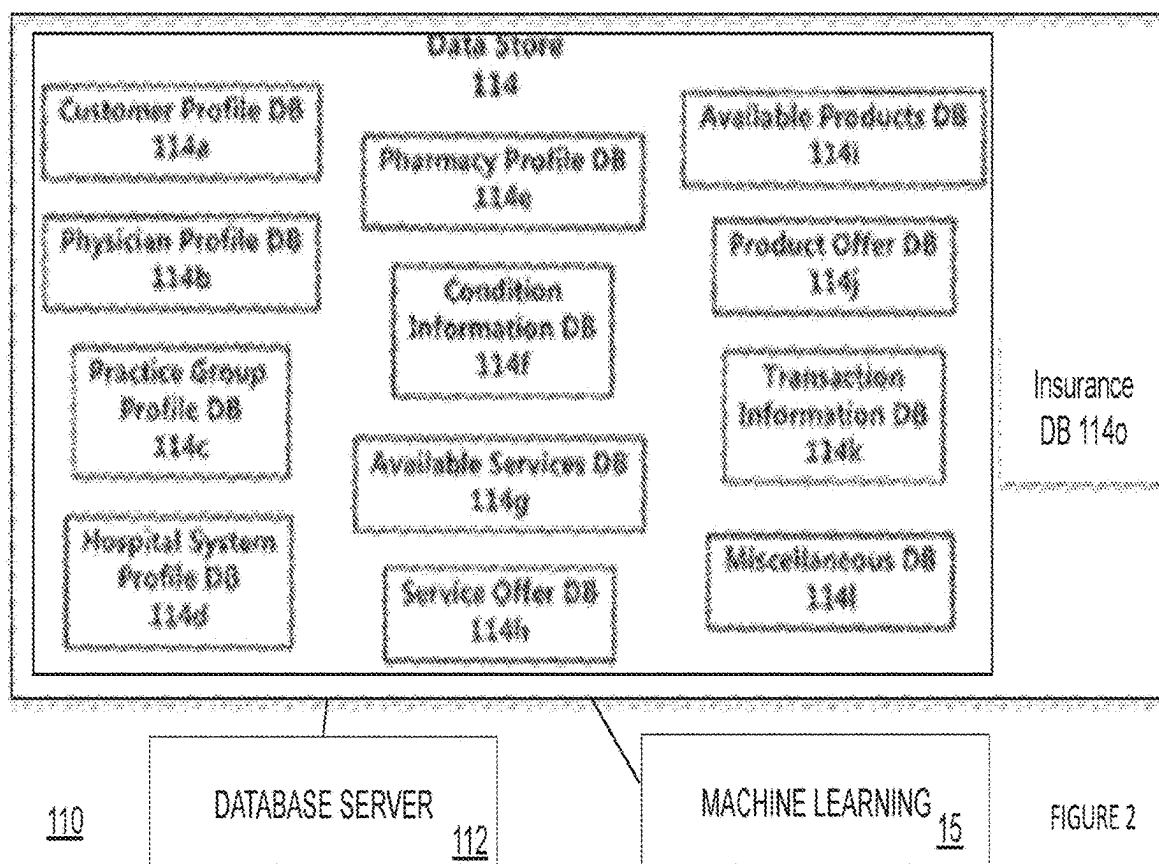 Data Store
114
Customer Profile DB
114a
Physician Profile DB
114b
Practice Group
Profile DB
114c
Hospital System
Profile DB
114d
Pharmacy Profile DB
114e
Condition
Information DB
114f
Available Services DB
114g
Service Offer DB
114h
Available Products DB
114i
Product Offer DB
114j
Transaction
Information DB
114k
Miscellaneous DB
114l
Insurance
DB 114o
110
DATABASE SERVER
112
MACHINE LEARNING
15
FIGURE 2